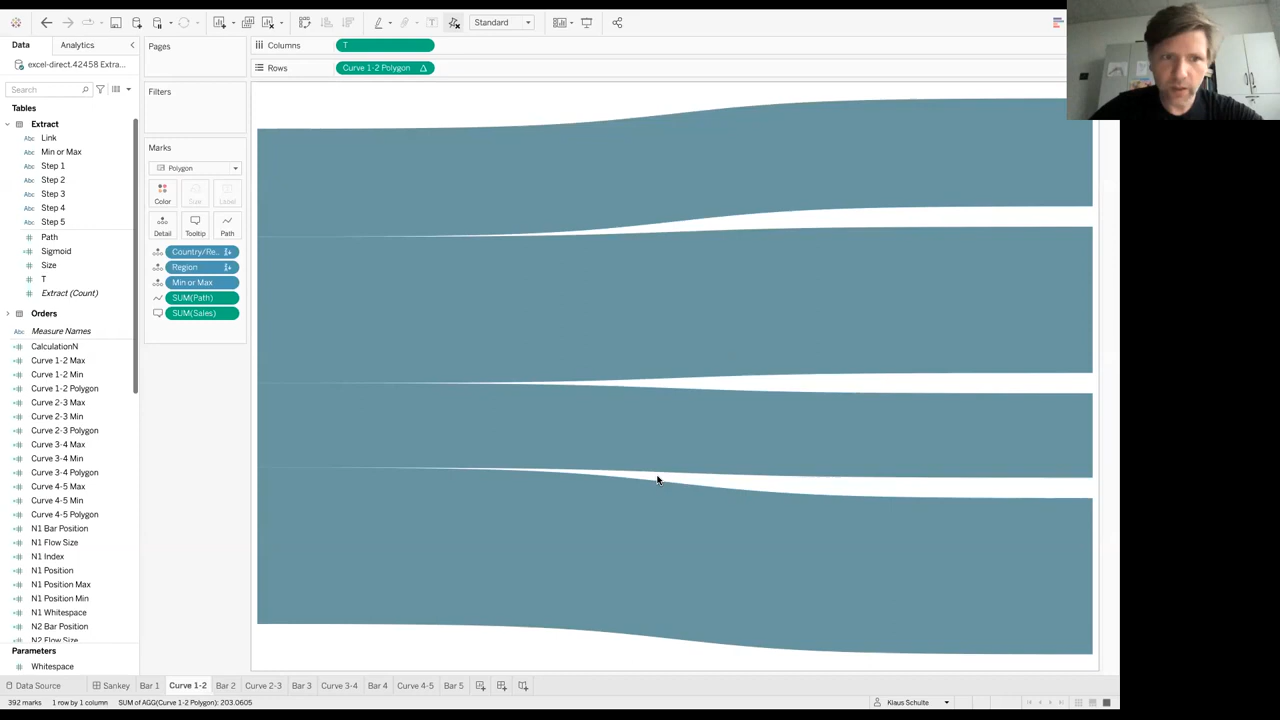 Standard
Data
Analytics
Pages
Columns
T
excel-direct.42458 Extra...
Rows
Curve 1-2 Polygon
Search
Filters
Tables
Extract
Link
Min or Max
Step 1
Step 2
Step 3
Step 4
Step 5
Path
Sigmoid
Size
T
Extract (Count)
Orders
Measure Names
CalculationN
Curve 1-2 Max
Curve 1-2 Min
Curve 1-2 Polygon
Curve 2-3 Max
Curve 2-3 Min
Curve 2-3 Polygon
Curve 3-4 Max
Curve 3-4 Min
Curve 3-4 Polygon
Curve 4-5 Max
Curve 4-5 Min
Curve 4-5 Polygon
N1 Bar Position
N1 Flow Size
N1 Index
N1 Position
N1 Position Max
N1 Position Min
N1 Whitespace
N2 Bar Position
N2 Flow Size
Parameters
Whitespace
Marks
Polygon
Color
Size
Label
Detail
Tooltip
Path
Country/Re..
Region
Min or Max
SUM(Path)
SUM(Sales)
Data Source
Sankey
Bar 1
Curve 1-2
Bar 2
Curve 2-3
Bar 3
Curve 3-4
Bar 4
Curve 4-5
Bar 5
392 marks
1 row by 1 column
SUM of AGG(Curve 1-2 Polygon): 203.0605
Klaus Schulte